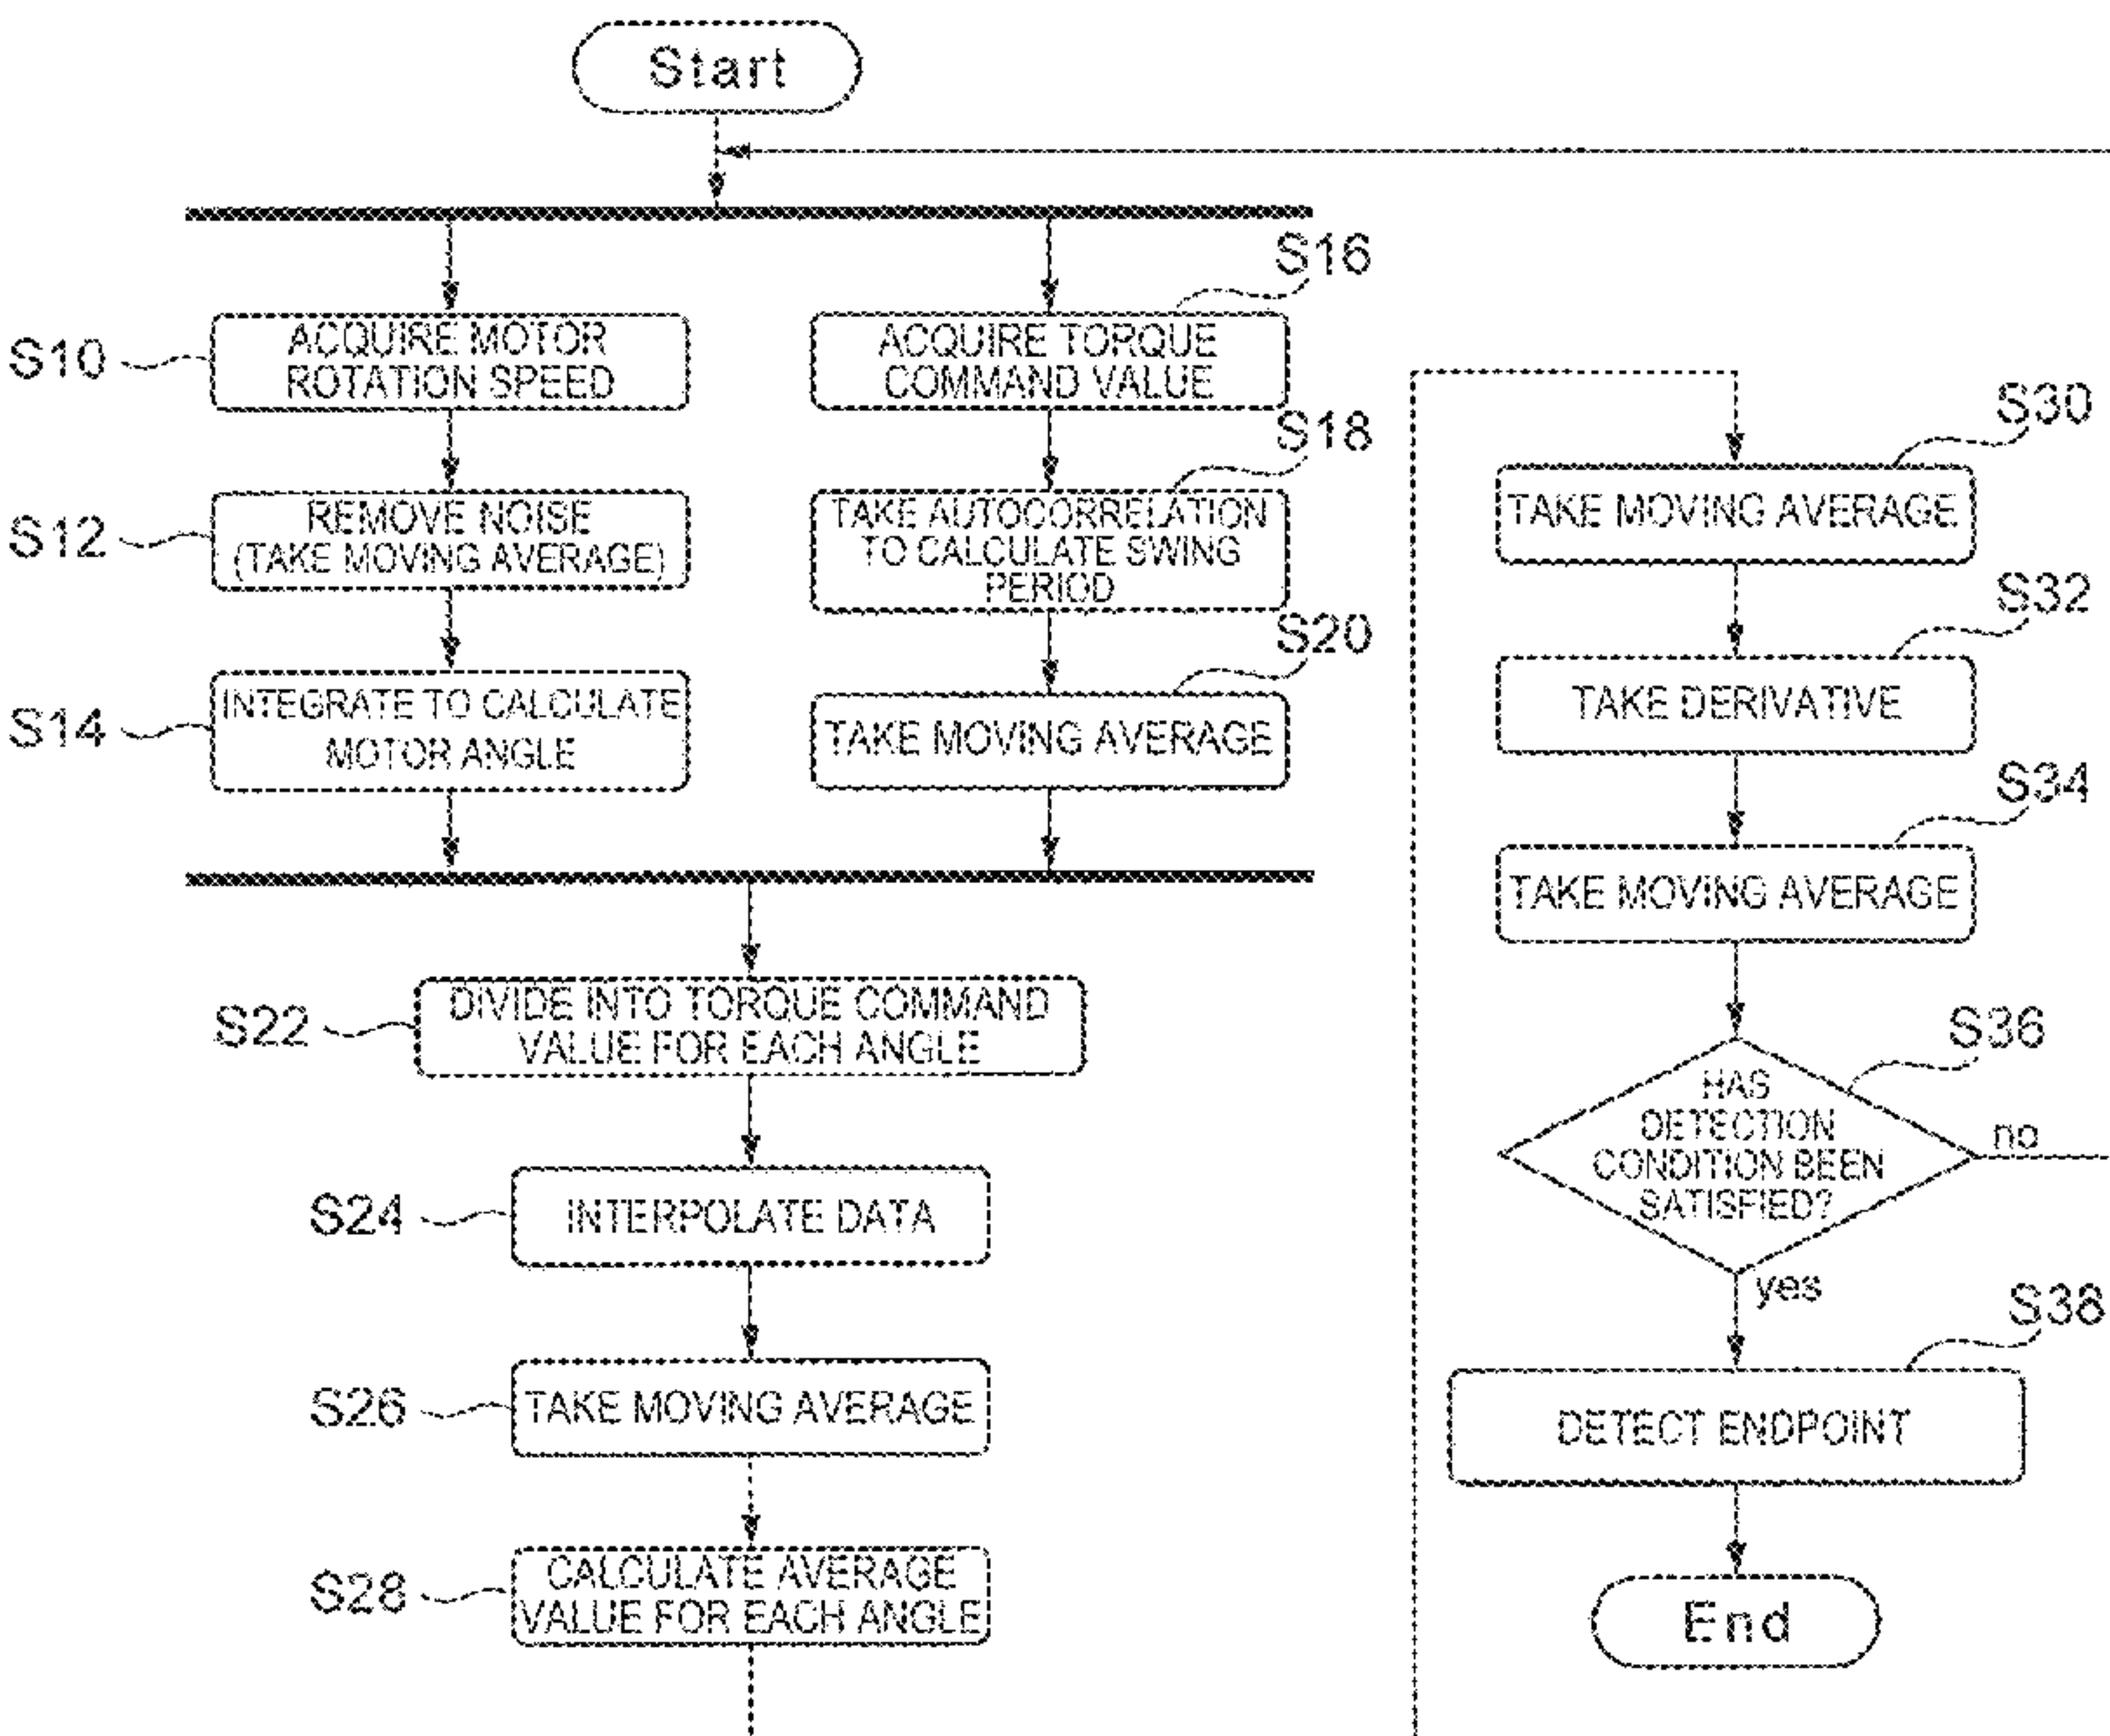 Start
S10
ACQUIRE MOTOR
ROTATION SPEED
S12
REMOVE NOISE
(TAKE MOVING AVERAGE)
S14
INTEGRATE TO CALCULATE
MOTOR ANGLE
S16
ACQUIRE TORQUE
COMMAND VALUE
S18
TAKE AUTOCORRELATION
TO CALCULATE SWING
PERIOD
S20
TAKE MOVING AVERAGE
S22
DIVIDE INTO TORQUE COMMAND
VALUE FOR EACH ANGLE
S24
INTERPOLATE DATA
S26
TAKE MOVING AVERAGE
S28
CALCULATE AVERAGE
VALUE FOR EACH ANGLE
S30
TAKE MOVING AVERAGE
S32
TAKE DERIVATIVE
S34
TAKE MOVING AVERAGE
S36
HAS
DETECTION
CONDITION BEEN
SATISFIED?
no
yes
S38
DETECT ENDPOINT
End